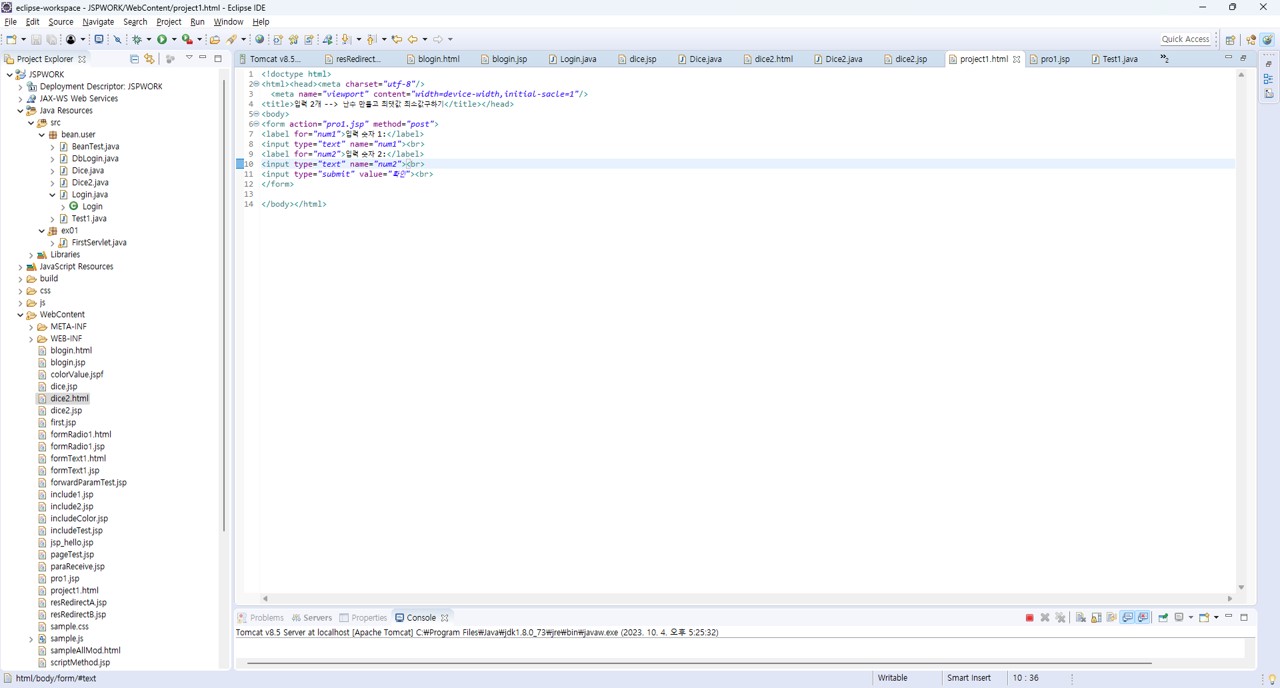 eclipse-workspace - JSPWORK/WebContent/project1.html - Eclipse IDE
File Edit Source Navigate Search Project Run Window Help
Quick Access
Project Explorer
Tomcat v8.5... resRedirect... blogin.html blogin.jsp Login.java dice.jsp Dice.java dice2.html Dice2.java dice2.jsp project1.html pro1.jsp Test1.java »2
JSPWORK
Deployment Descriptor: JSPWORK
JAX-WS Web Services
Java Resources
src
bean.user
BeanTest.java
DbLogin.java
Dice.java
Dice2.java
Login.java
Login
Test1.java
ex01
FirstServlet.java
Libraries
JavaScript Resources
build
css
js
WebContent
META-INF
WEB-INF
blogin.html
blogin.jsp
colorValue.jspf
dice.jsp
dice2.html
dice2.jsp
first.jsp
formRadio1.html
formRadio1.jsp
formText1.html
formText1.jsp
forwardParamTest.jsp
include1.jsp
include2.jsp
includeColor.jsp
includeTest.jsp
jsp_hello.jsp
pageTest.jsp
paraReceive.jsp
pro1.jsp
project1.html
resRedirectA.jsp
resRedirectB.jsp
sample.css
sample.js
sampleAllMod.html
scriptMethod.jsp
1 <!doctype html>
2 <html><head><meta charset="utf-8"/>
3 <meta name="viewport" content="width=device-width,initial-sacle=1"/>
4 <title>입력 2개 --> 난수 만들고 최댓값 최소값구하기</title></head>
5 <body>
6 <form action="pro1.jsp" method="post">
7 <label for="num1">입력 숫자 1:</label>
8 <input type="text" name="num1"><br>
9 <label for="num2">입력 숫자 2:</label>
10 <input type="text" name="num2"><br>
11 <input type="submit" value="확인"><br>
12 </form>
13
14 </body></html>
Problems Servers Properties Console
Tomcat v8.5 Server at localhost [Apache Tomcat] C:₩Program Files₩Java₩jdk1.8.0_73₩jre₩bin₩javaw.exe (2023. 10. 4. 오후 5:25:32)
html/body/form/#text Writable Smart Insert 10 : 36